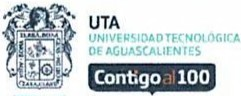 UTA
UNIVERSIDAD TECNOLÓGICA
DE AGUASCALIENTES
Contigo al 100